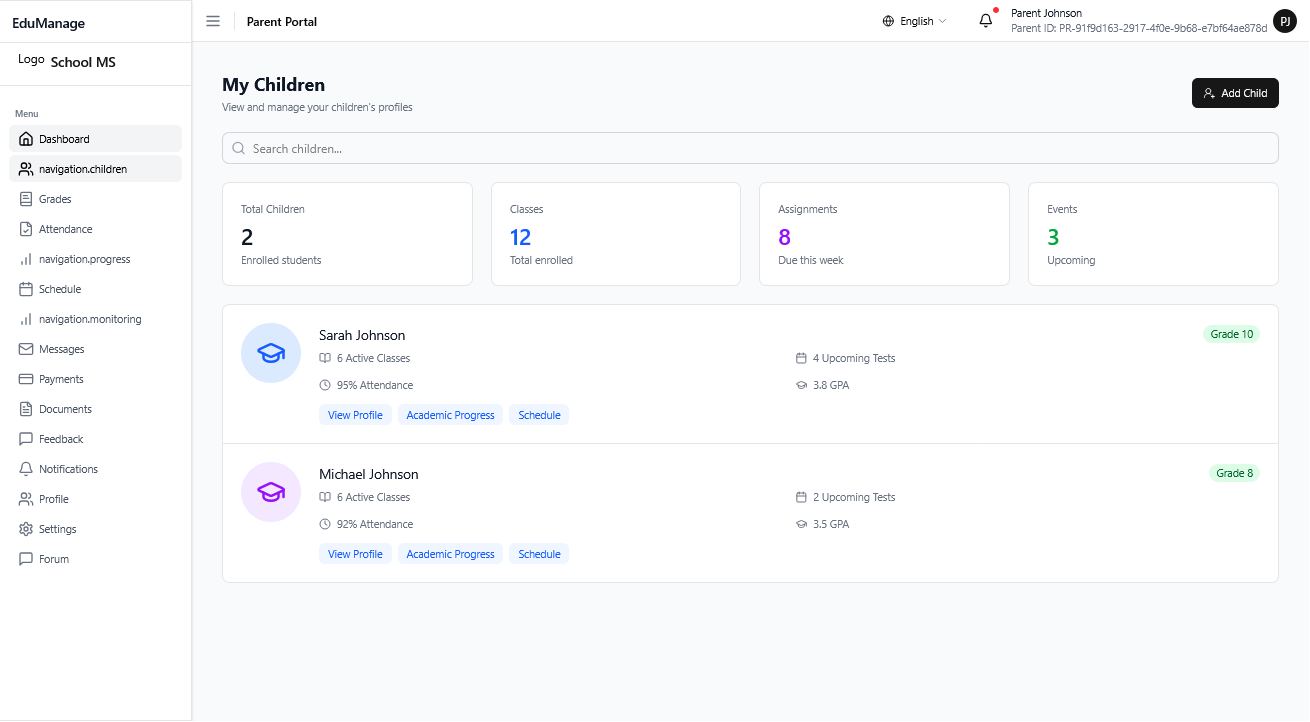 EduManage
Parent Portal
English
Parent Johnson
Parent ID: PR-91f9d163-2917-4f0e-9b68-e7bf64ae878d
PJ
Logo School MS
Menu
Dashboard
navigation.children
Grades
Attendance
navigation.progress
Schedule
navigation.monitoring
Messages
Payments
Documents
Feedback
Notifications
Profile
Settings
Forum
My Children
View and manage your children's profiles
Add Child
Search children...
Total Children
2
Enrolled students
Classes
12
Total enrolled
Assignments
8
Due this week
Events
3
Upcoming
Sarah Johnson
Grade 10
6 Active Classes
4 Upcoming Tests
95% Attendance
3.8 GPA
View Profile
Academic Progress
Schedule
Michael Johnson
Grade 8
6 Active Classes
2 Upcoming Tests
92% Attendance
3.5 GPA
View Profile
Academic Progress
Schedule